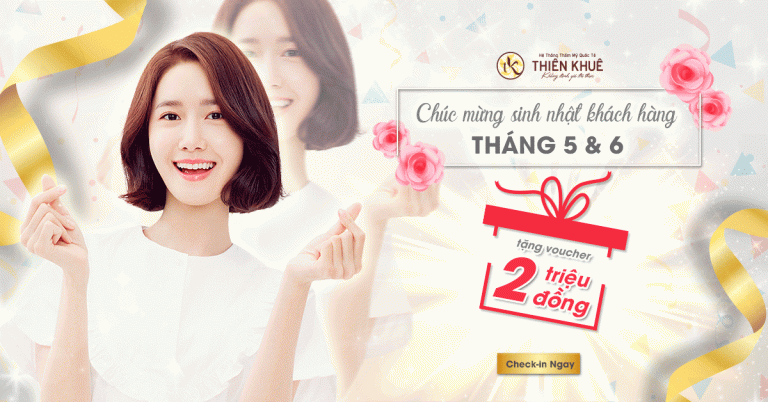 Hệ Thống Thẩm Mỹ Quốc Tế
THIÊN KHUÊ
Chúc mừng sinh nhật khách hàng
THÁNG 5 & 6
tặng voucher
2 triệu
đồng
Check-in Ngay